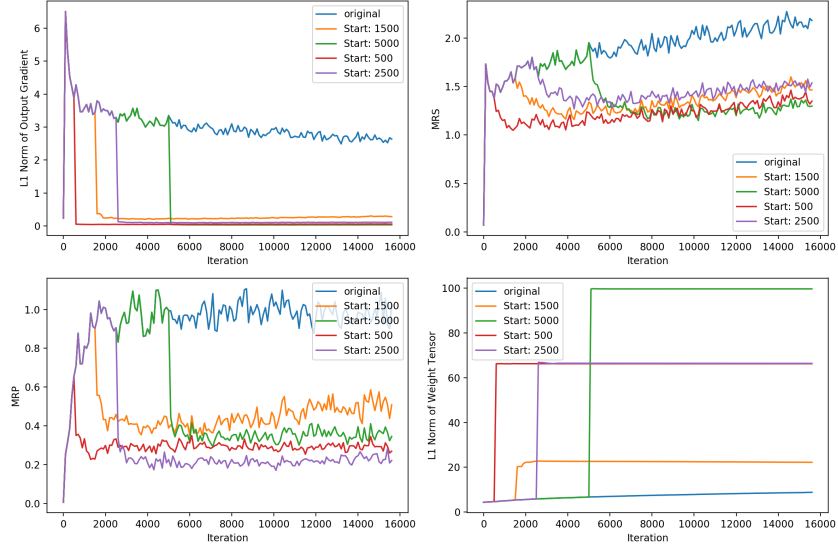 L1 Norm of Output Gradient
6
5
4
3
2
1
0
original
Start: 1500
Start: 5000
Start: 500
Start: 2500
0 2000 4000 6000 8000 10000 12000 14000 16000
Iteration
MRS
2.0
1.5
1.0
0.5
0.0
original
Start: 1500
Start: 5000
Start: 500
Start: 2500
0 2000 4000 6000 8000 10000 12000 14000 16000
Iteration
MRP
1.0
0.8
0.6
0.4
0.2
0.0
original
Start: 1500
Start: 5000
Start: 500
Start: 2500
0 2000 4000 6000 8000 10000 12000 14000 16000
Iteration
L1 Norm of Weight Tensor
100
80
60
40
20
0
original
Start: 1500
Start: 5000
Start: 500
Start: 2500
0 2000 4000 6000 8000 10000 12000 14000 16000
Iteration